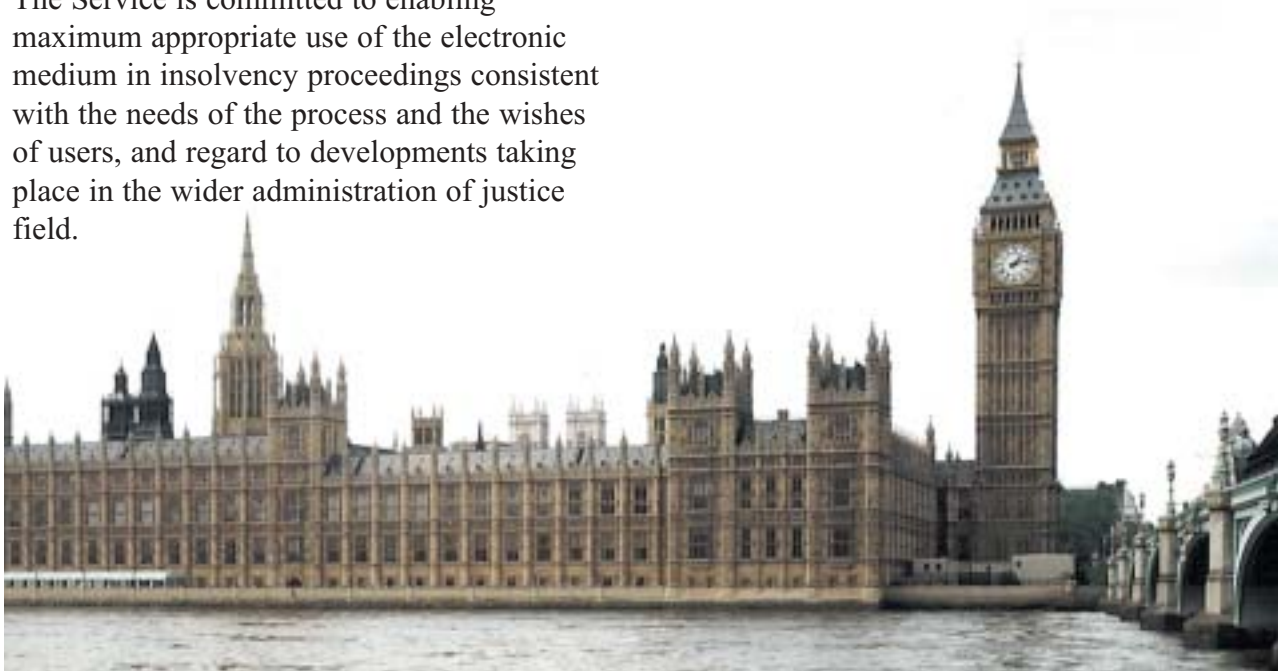 The Service is committed to enabling
maximum appropriate use of the electronic
medium in insolvency proceedings consistent
with the needs of the process and the wishes
of users, and regard to developments taking
place in the wider administration of justice
field.